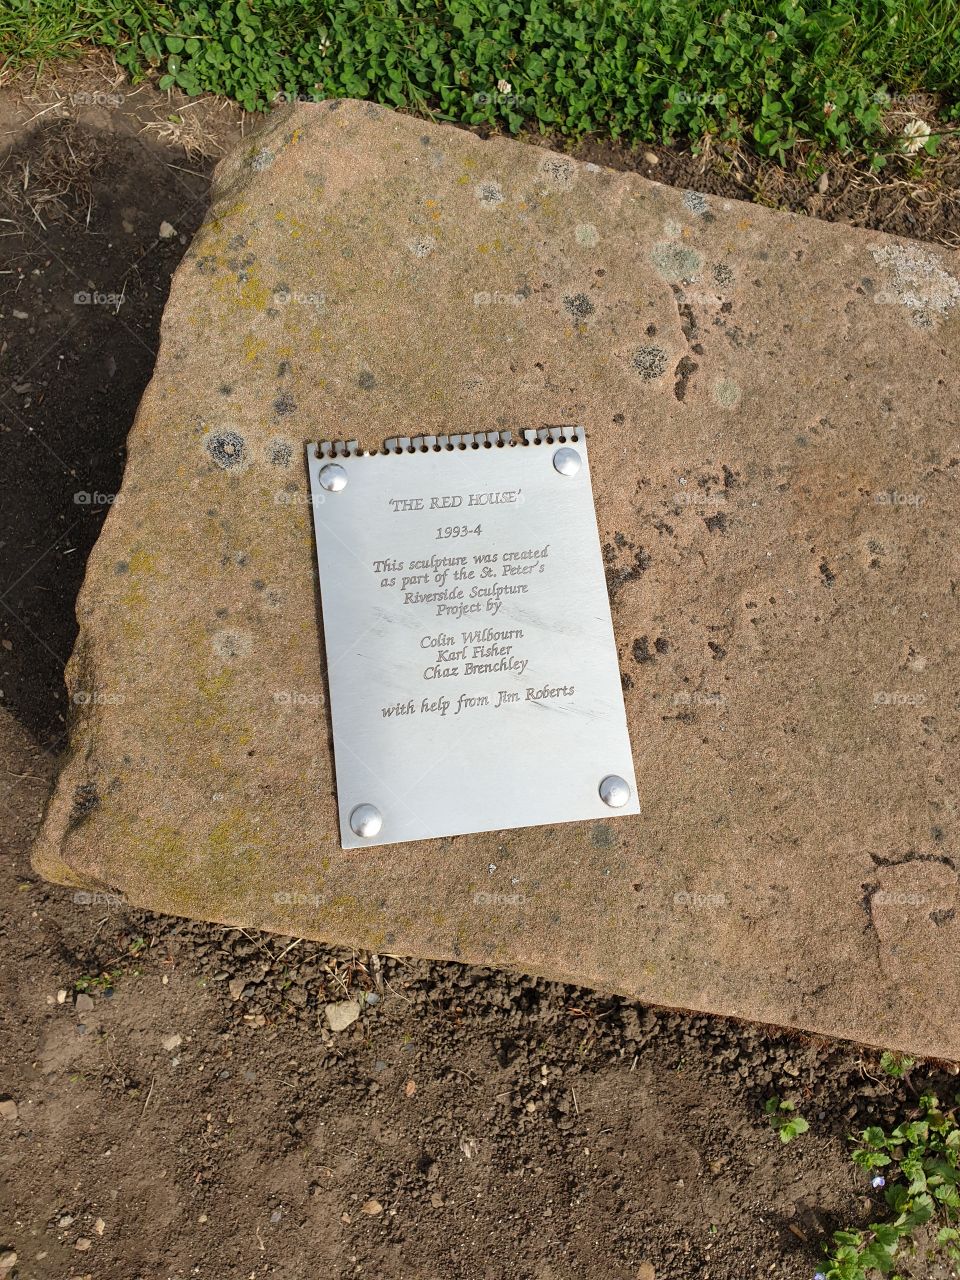 'THE RED HOUSE'
1993-4
This sculpture was created
as part of the St. Peter's
Riverside Sculpture
Project by
Colin Wilbourn
Karl Fisher
Chaz Brenchley
with help from Jim Roberts